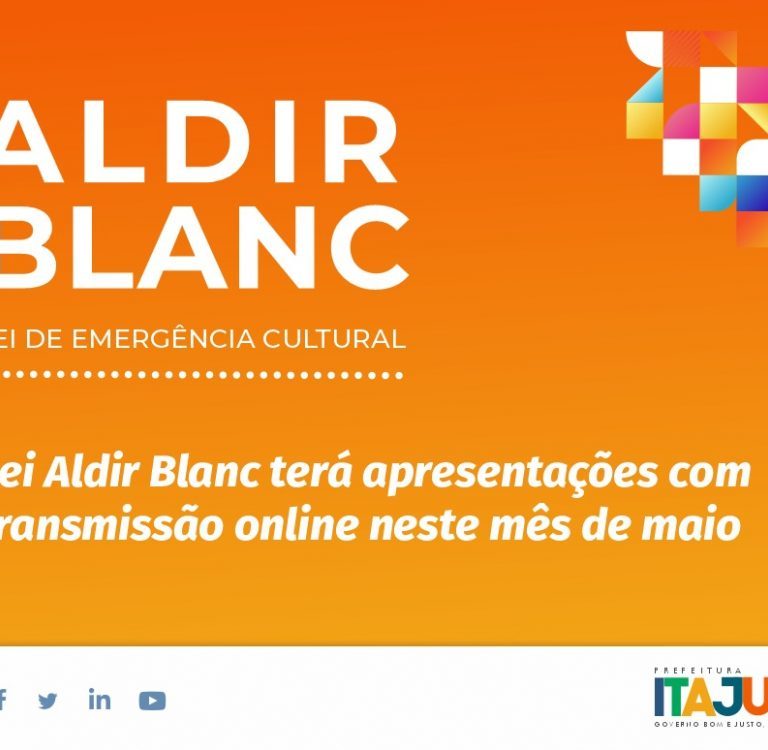 ALDIR
BLANC
EI DE EMERGÊNCIA CULTURAL
ei Aldir Blanc terá apresentações com
ransmissão online neste mês de maio
PREFEITURA
ITAJU
GOVERNO BOM E JUSTO,